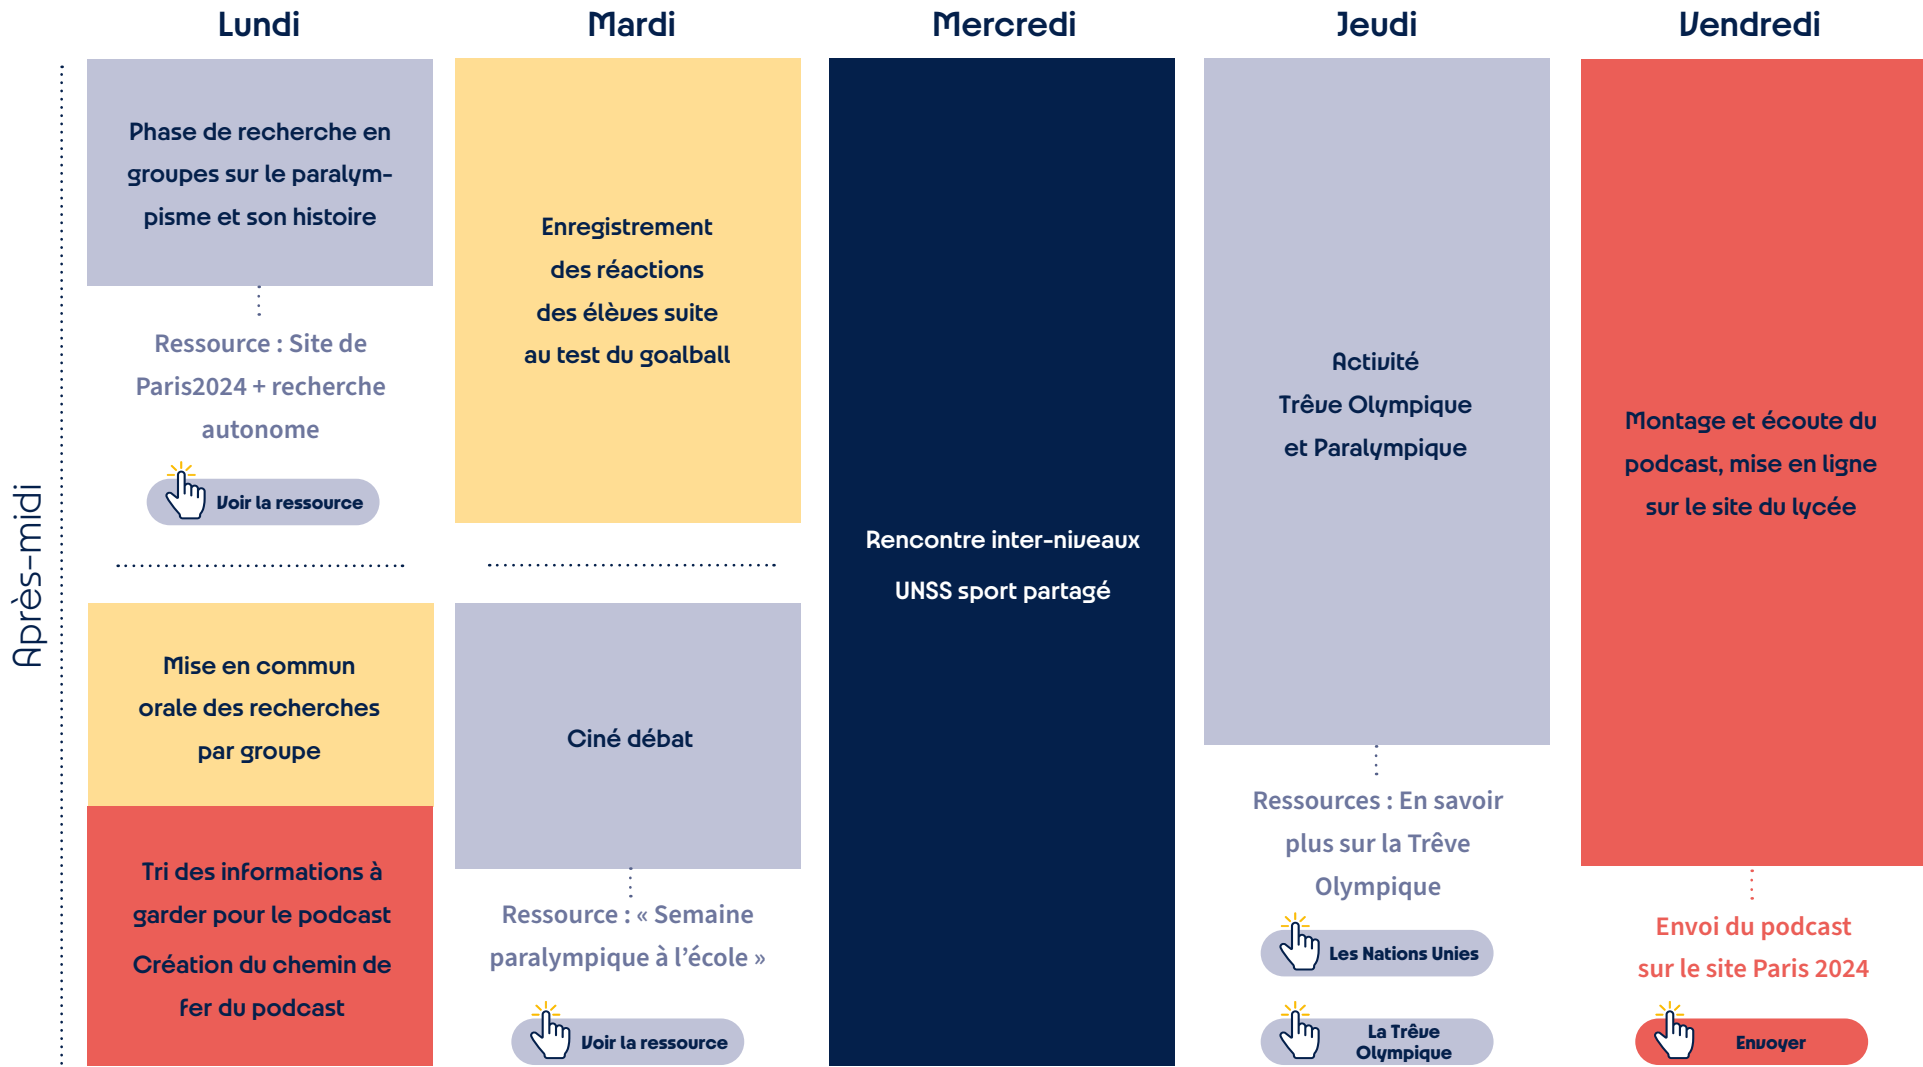 Lundi
Mardi
Mercredi
Jeudi
Vendredi
Après-midi
Phase de recherche en
groupes sur le paralym-
pisme et son histoire
Ressource : Site de
Paris2024 + recherche
autonome
Voir la ressource
Mise en commun
orale des recherches
par groupe
Tri des informations à
garder pour le podcast
Création du chemin de
fer du podcast
Enregistrement
des réactions
des élèves suite
au test du goalball
Ciné débat
Ressource : « Semaine
paralympique à l’école »
Voir la ressource
Rencontre inter-niveaux
UNSS sport partagé
Activité
Trêve Olympique
et Paralympique
Ressources : En savoir
plus sur la Trêve
Olympique
Les Nations Unies
La Trêve
Olympique
Montage et écoute du
podcast, mise en ligne
sur le site du lycée
Envoi du podcast
sur le site Paris 2024
Envoyer